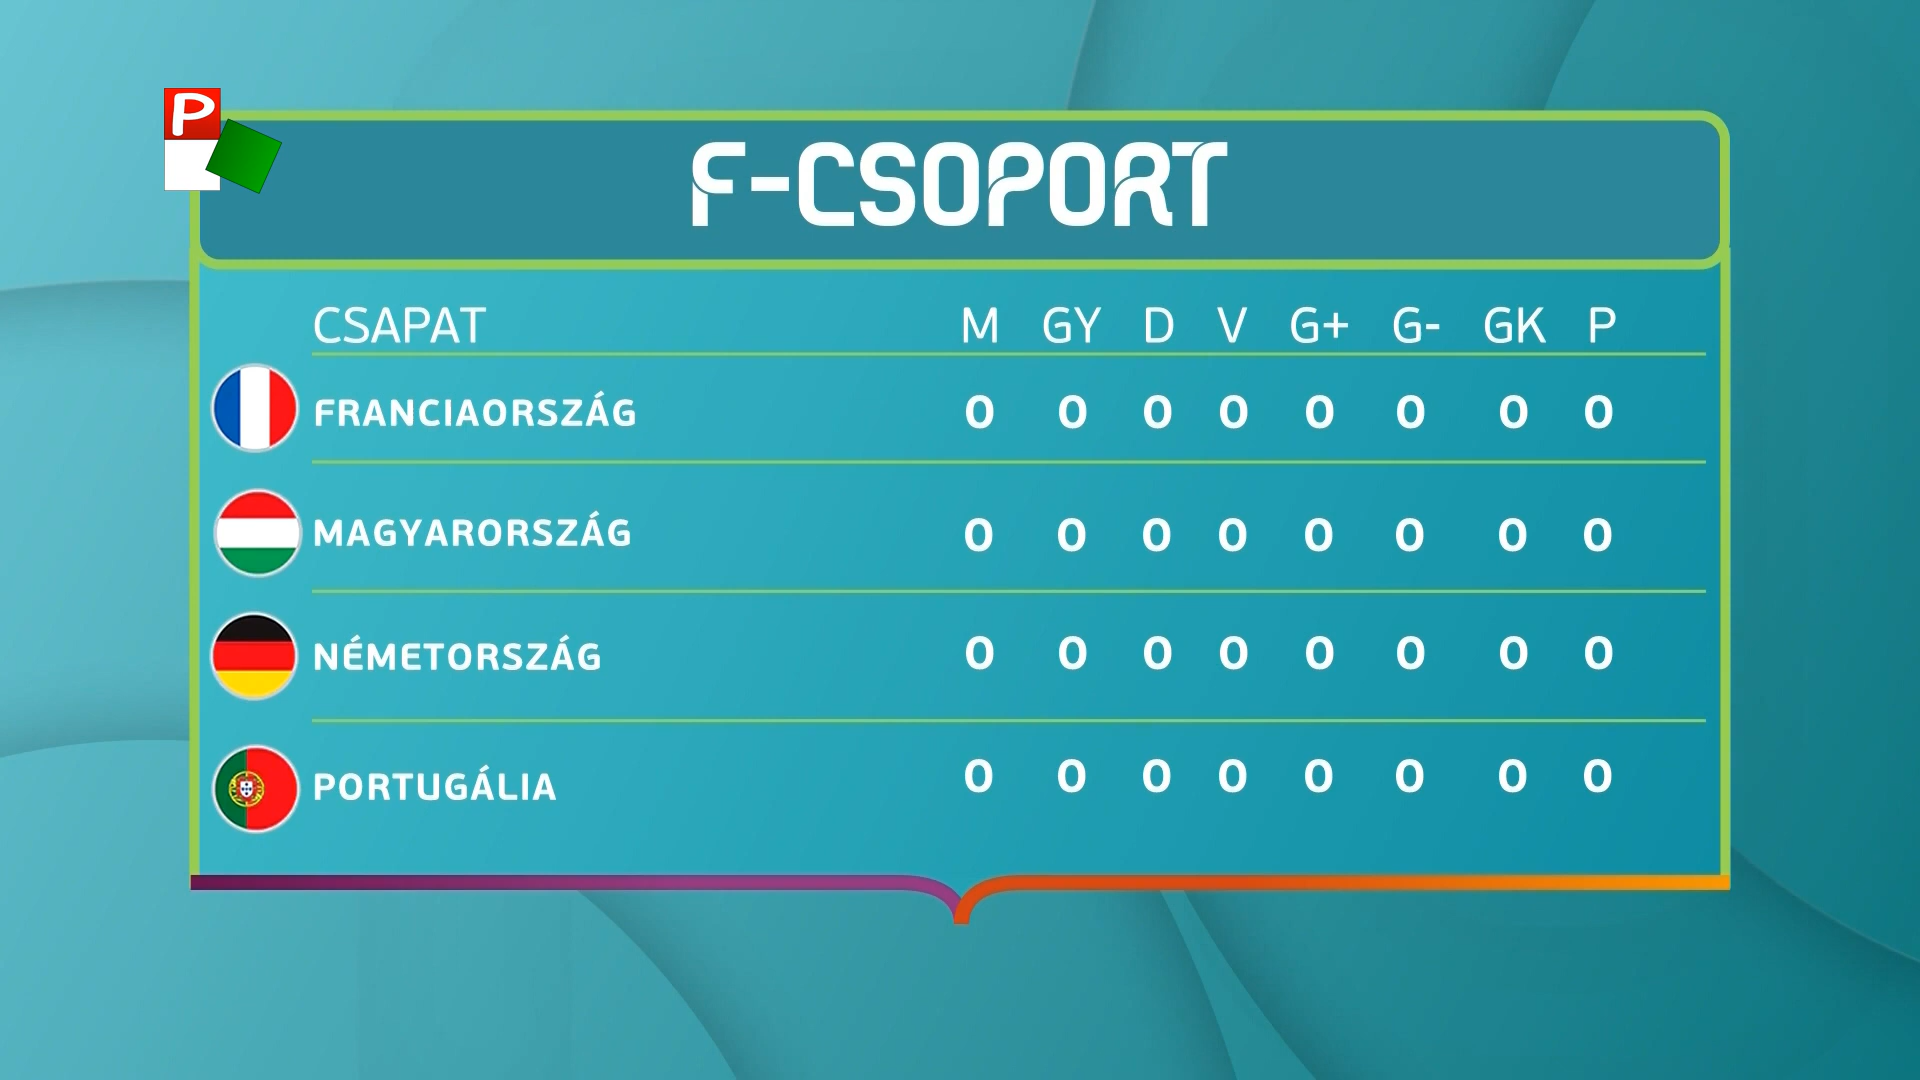 P
F-CSOPORT
CSAPAT M GY D V G+ G- GK P
FRANCIAORSZÁG 0 0 0 0 0 0 0 0
MAGYARORSZÁG 0 0 0 0 0 0 0 0
NÉMETORSZÁG 0 0 0 0 0 0 0 0
PORTUGÁLIA 0 0 0 0 0 0 0 0